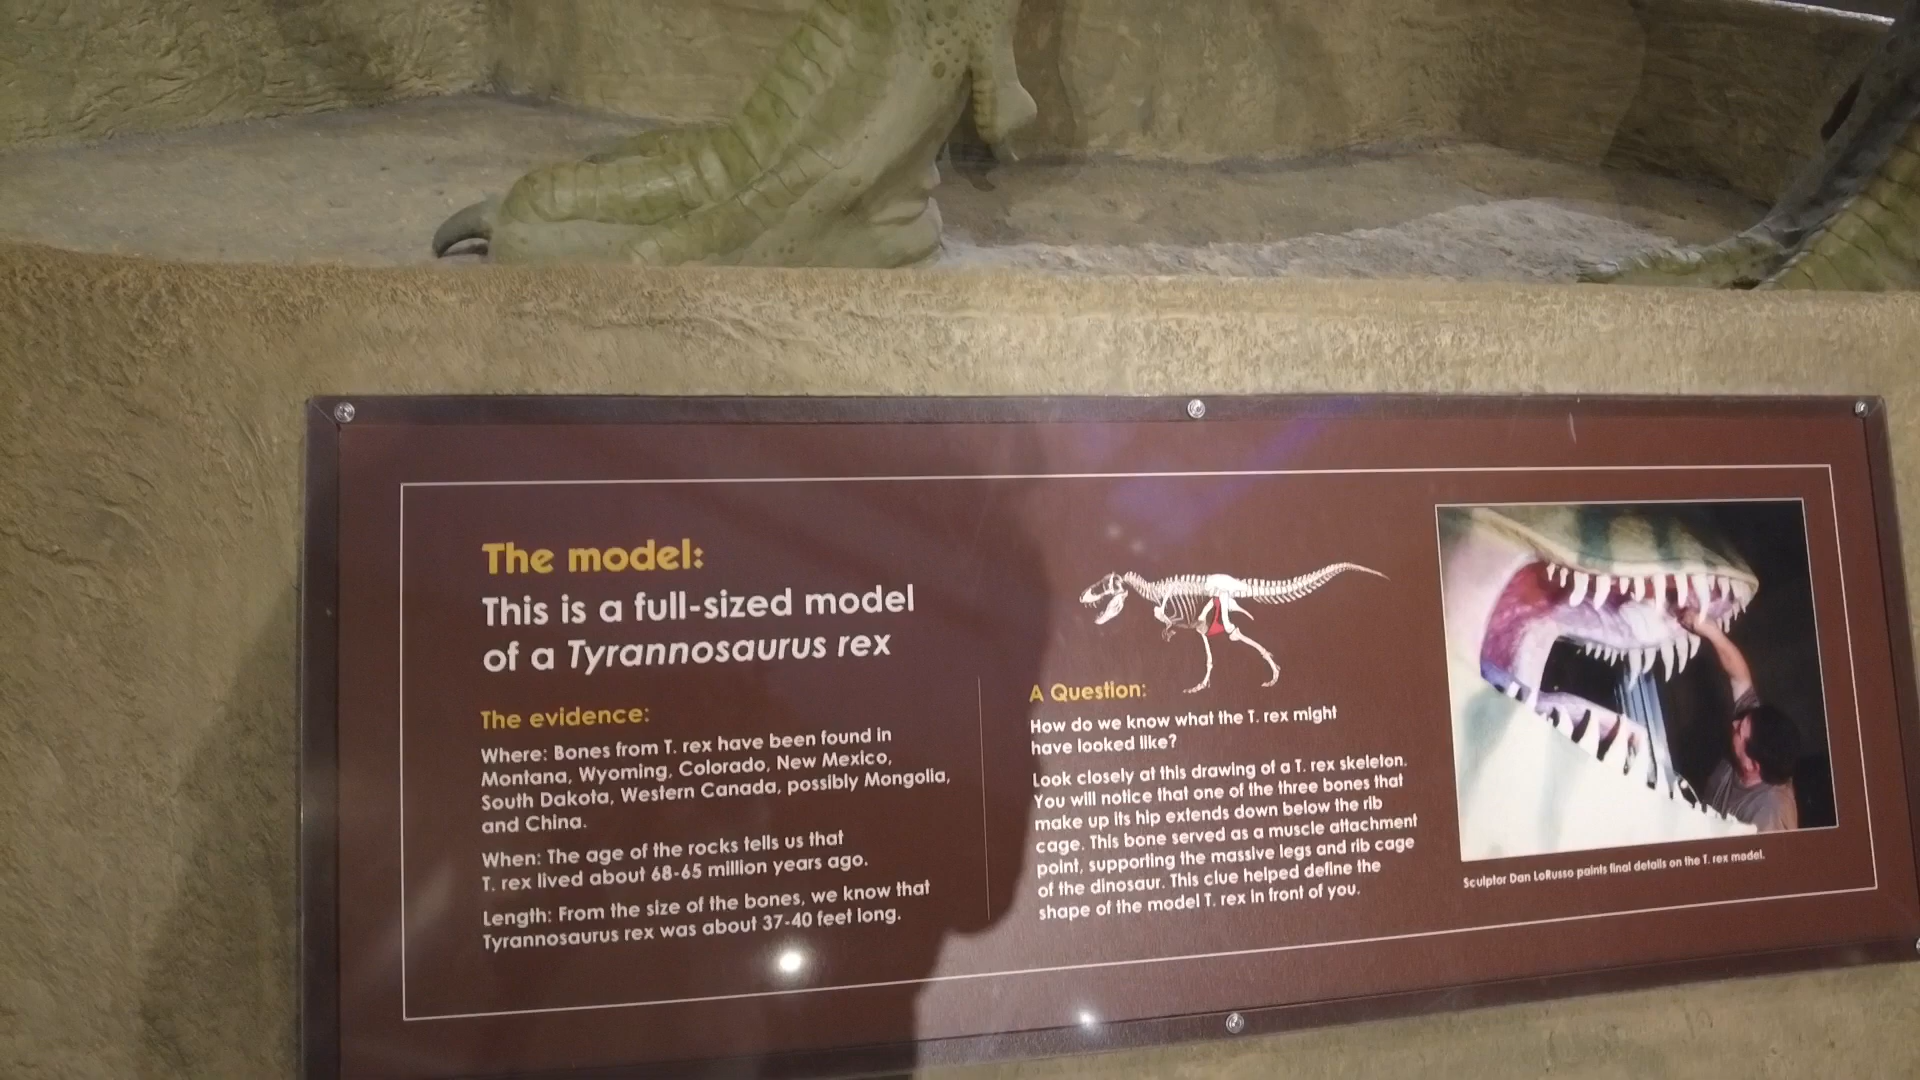 The model:
This is a full-sized model
of a Tyrannosaurus rex
The evidence:
Where: Bones from T. rex have been found in
Montana, Wyoming, Colorado, New Mexico,
South Dakota, Western Canada, possibly Mongolia,
and China.
When: The age of the rocks tells us that
T. rex lived about 68-65 million years ago.
Length: From the size of the bones, we know that
Tyrannosaurus rex was about 37-40 feet long.
A Question:
How do we know what the T. rex might
have looked like?
Look closely at this drawing of a T. rex skeleton.
You will notice that one of the three bones that
make up its hip extends down below the rib
cage. This bone served as a muscle attachment
point, supporting the massive legs and rib cage
of the dinosaur. This clue helped define the
shape of the model T. rex in front of you.
Sculptor Dan LoRusso paints final details on the T. rex model.